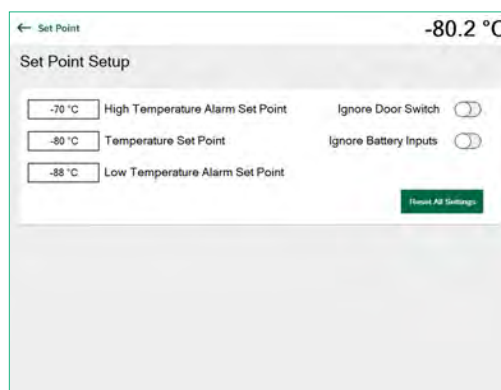 ← Set Point
-80.2 °C
Set Point Setup
-70 °C High Temperature Alarm Set Point Ignore Door Switch
-80 °C Temperature Set Point Ignore Battery Inputs
-88 °C Low Temperature Alarm Set Point
Reset All Settings